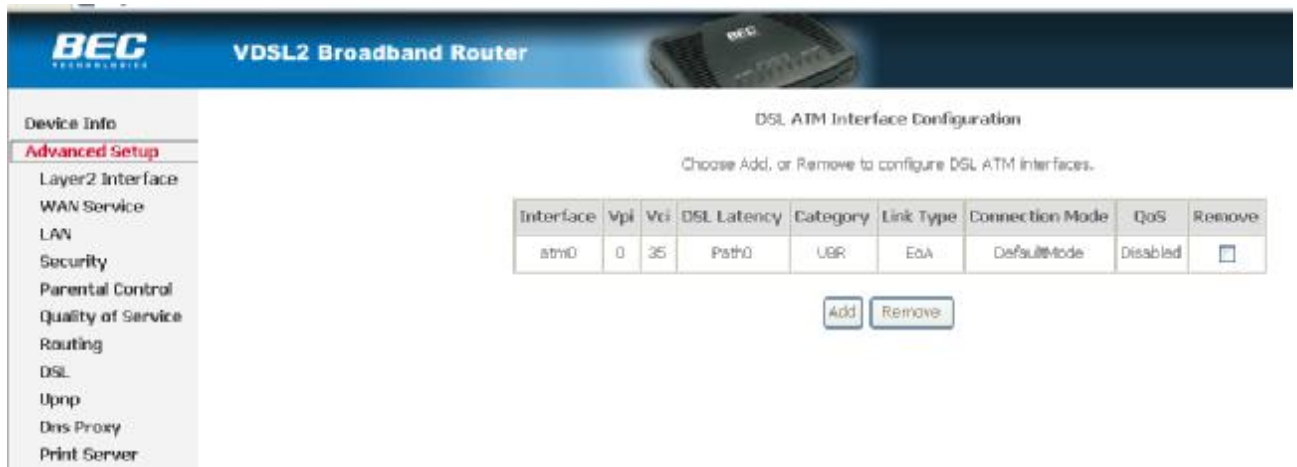 BEC
TECHNOLOGIES
VDSL2 Broadband Router
BEC
Device Info
Advanced Setup
Layer2 Interface
WAN Service
LAN
Security
Parental Control
Quality of Service
Routing
DSL
Upnp
Dns Proxy
Print Server
DSL ATM Interface Configuration
Choose Add, or Remove to configure DSL ATM interfaces.
Interface Vpi Vci DSL Latency Category Link Type Connection Mode QoS Remove
atm0 0 35 Path0 UBR EoA DefaultMode Disabled
Add Remove